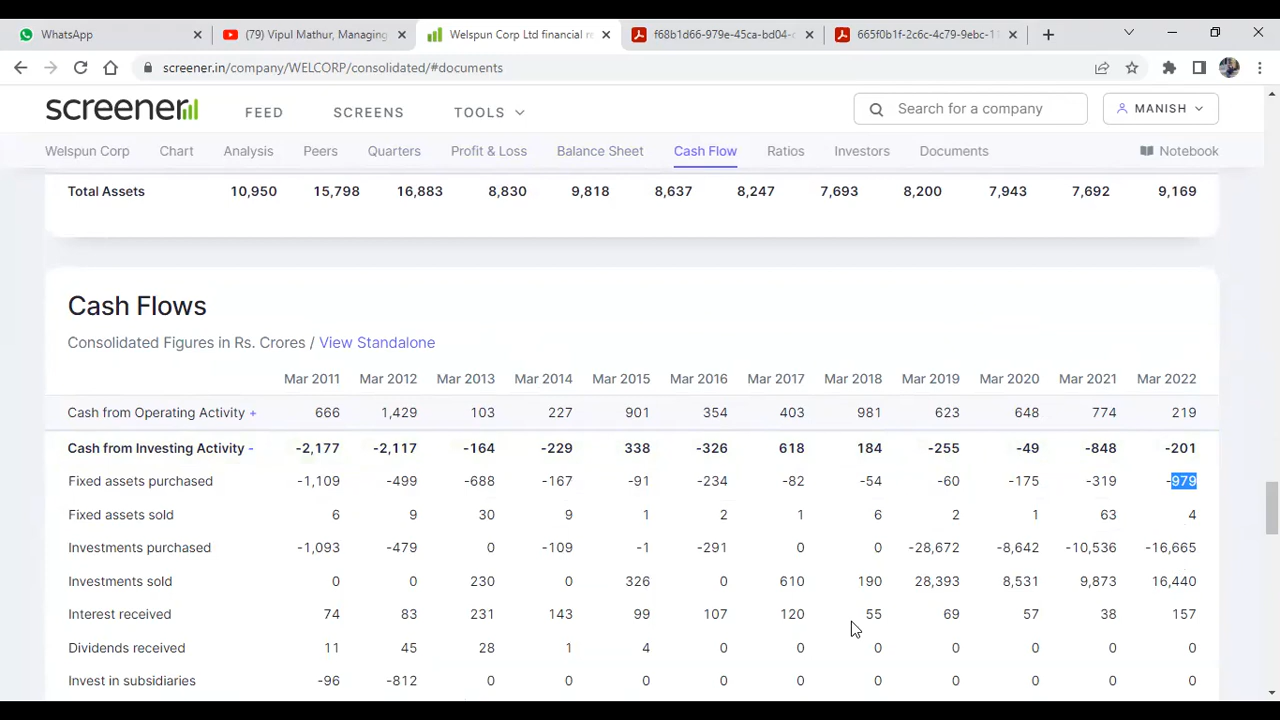 WhatsApp (79) Vipul Mathur, Managing Welspun Corp Ltd financial re f68b1d66-979e-45ca-bd04- 665f0b1f-2c6c-4c79-9ebc-1
screener.in/company/WELCORP/consolidated/#documents
screener FEED SCREENS TOOLS Search for a company MANISH
Welspun Corp Chart Analysis Peers Quarters Profit & Loss Balance Sheet Cash Flow Ratios Investors Documents Notebook
Total Assets 10,950 15,798 16,883 8,830 9,818 8,637 8,247 7,693 8,200 7,943 7,692 9,169
Cash Flows
Consolidated Figures in Rs. Crores / View Standalone
Mar 2011 Mar 2012 Mar 2013 Mar 2014 Mar 2015 Mar 2016 Mar 2017 Mar 2018 Mar 2019 Mar 2020 Mar 2021 Mar 2022
Cash from Operating Activity + 666 1,429 103 227 901 354 403 981 623 648 774 219
Cash from Investing Activity - -2,177 -2,117 -164 -229 338 -326 618 184 -255 -49 -848 -201
Fixed assets purchased -1,109 -499 -688 -167 -91 -234 -82 -54 -60 -175 -319 -979
Fixed assets sold 6 9 30 9 1 2 1 6 2 1 63 4
Investments purchased -1,093 -479 0 -109 -1 -291 0 0 -28,672 -8,642 -10,536 -16,665
Investments sold 0 0 230 0 326 0 610 190 28,393 8,531 9,873 16,440
Interest received 74 83 231 143 99 107 120 55 69 57 38 157
Dividends received 11 45 28 1 4 0 0 0 0 0 0 0
Invest in subsidiaries -96 -812 0 0 0 0 0 0 0 0 0 0